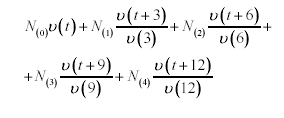 N₍₀₎υ(t) + N₍₁₎ υ(t+3)/υ(3) + N₍₂₎ υ(t+6)/υ(6) +
+ N₍₃₎ υ(t+9)/υ(9) + N₍₄₎ υ(t+12)/υ(12)